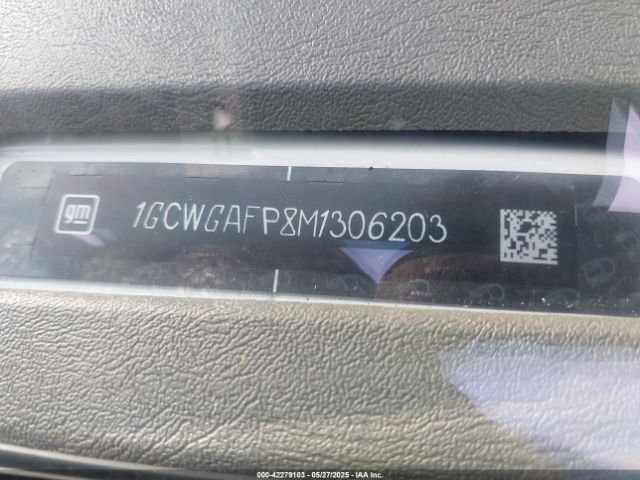 gm
1GCWGAFP8M1306203
000-42279103 | 05/27/2025 | IAA Inc.